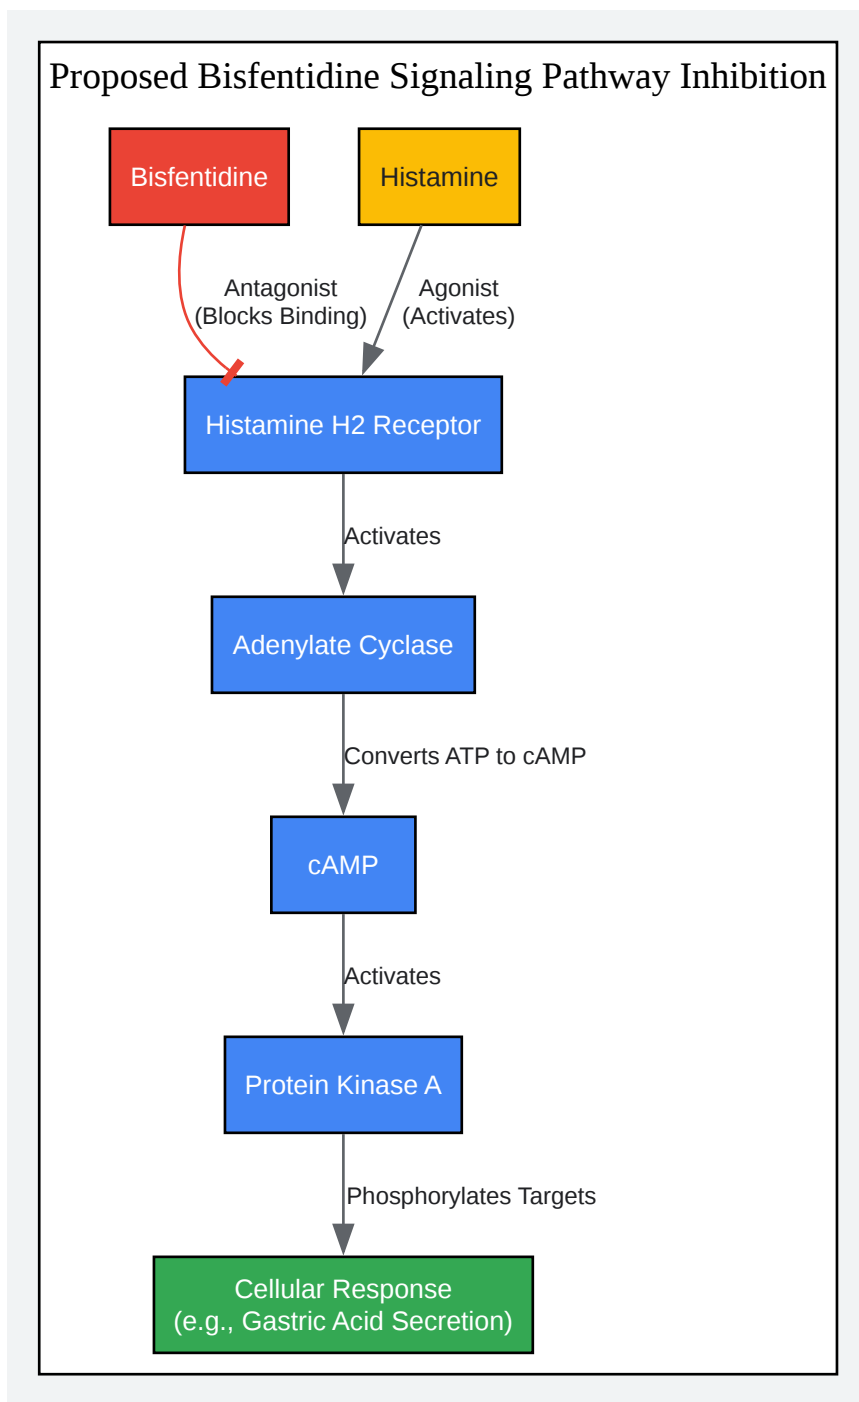 Proposed Bisfentidine Signaling Pathway Inhibition
Bisfentidine
Histamine
Antagonist
(Blocks Binding)
Agonist
(Activates)
Histamine H2 Receptor
Activates
Adenylate Cyclase
Converts ATP to cAMP
cAMP
Activates
Protein Kinase A
Phosphorylates Targets
Cellular Response
(e.g., Gastric Acid Secretion)